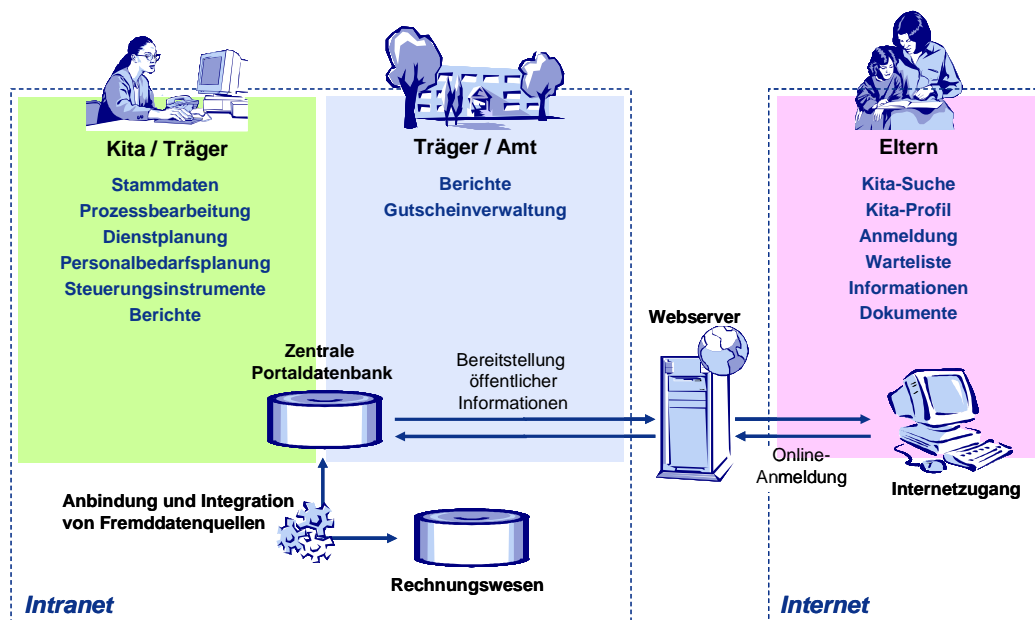 Kita / Träger
Stammdaten
Prozessbearbeitung
Dienstplanung
Personalbedarfsplanung
Steuerungsinstrumente
Berichte
Träger / Amt
Berichte
Gutscheinverwaltung
Eltern
Kita-Suche
Kita-Profil
Anmeldung
Warteliste
Informationen
Dokumente
Zentrale
Portaldatenbank
Bereitstellung
öffentlicher
Informationen
Webserver
Online-
Anmeldung
Internetzugang
Anbindung und Integration
von Fremddatenquellen
Rechnungswesen
Intranet
Internet